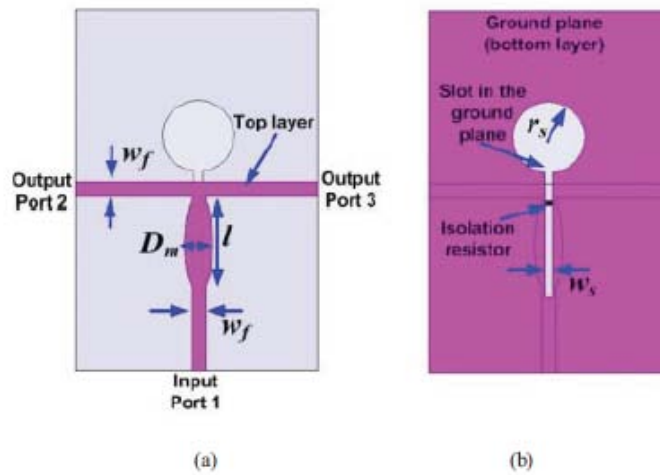 Top layer
w_f
Output
Port 2
Output
Port 3
D_m
l
w_f
Input
Port 1
(a)
Ground plane
(bottom layer)
Slot in the
ground
plane
r_s
Isolation
resistor
w_s
(b)